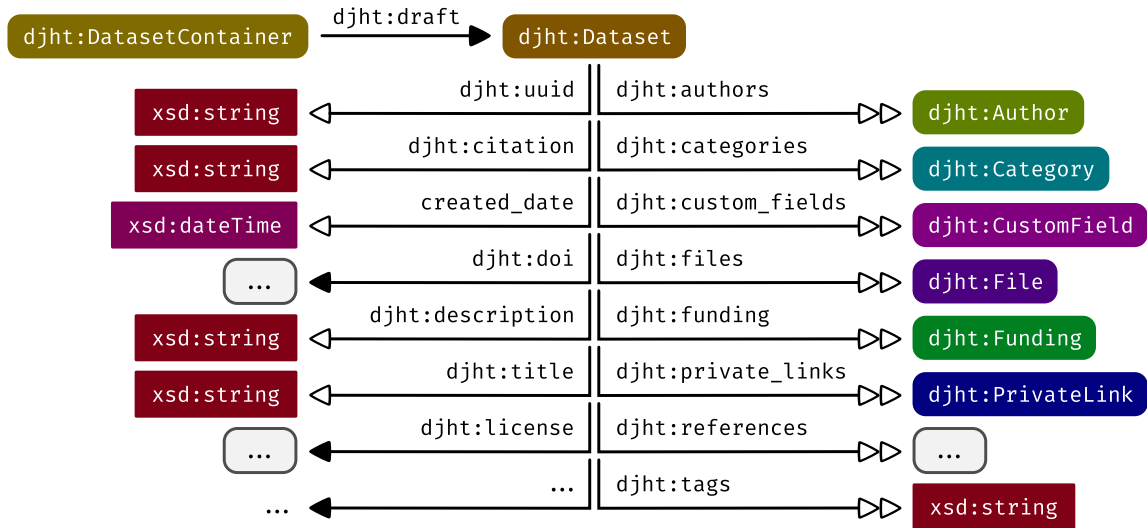 djht:DatasetContainer djht:draft djht:Dataset
djht:uuid djht:authors
xsd:string djht:Author
djht:citation djht:categories
xsd:string djht:Category
created_date djht:custom_fields
xsd:dateTime djht:CustomField
djht:doi djht:files
... djht:File
djht:description djht:funding
xsd:string djht:Funding
djht:title djht:private_links
xsd:string djht:PrivateLink
djht:license djht:references
... ...
... djht:tags
... xsd:string